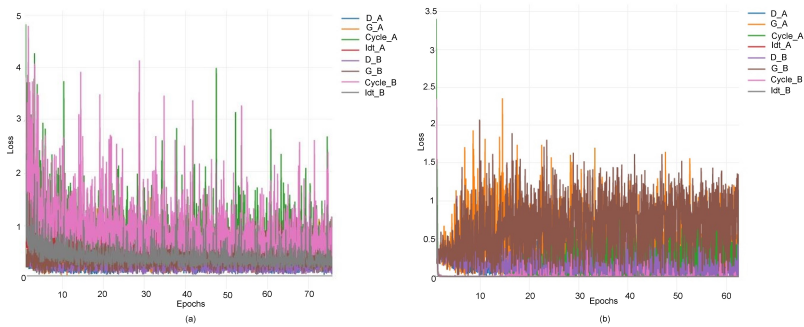 5
4
3
2
1
0
Loss
10
20
30
40
50
60
70
Epochs
(a)
D_A
G_A
Cycle_A
Idt_A
D_B
G_B
Cycle_B
Idt_B
3.5
3
2.5
2
1.5
1
0.5
0
Loss
10
20
30
40
50
60
Epochs
(b)
D_A
G_A
Cycle_A
Idt_A
D_B
G_B
Cycle_B
Idt_B